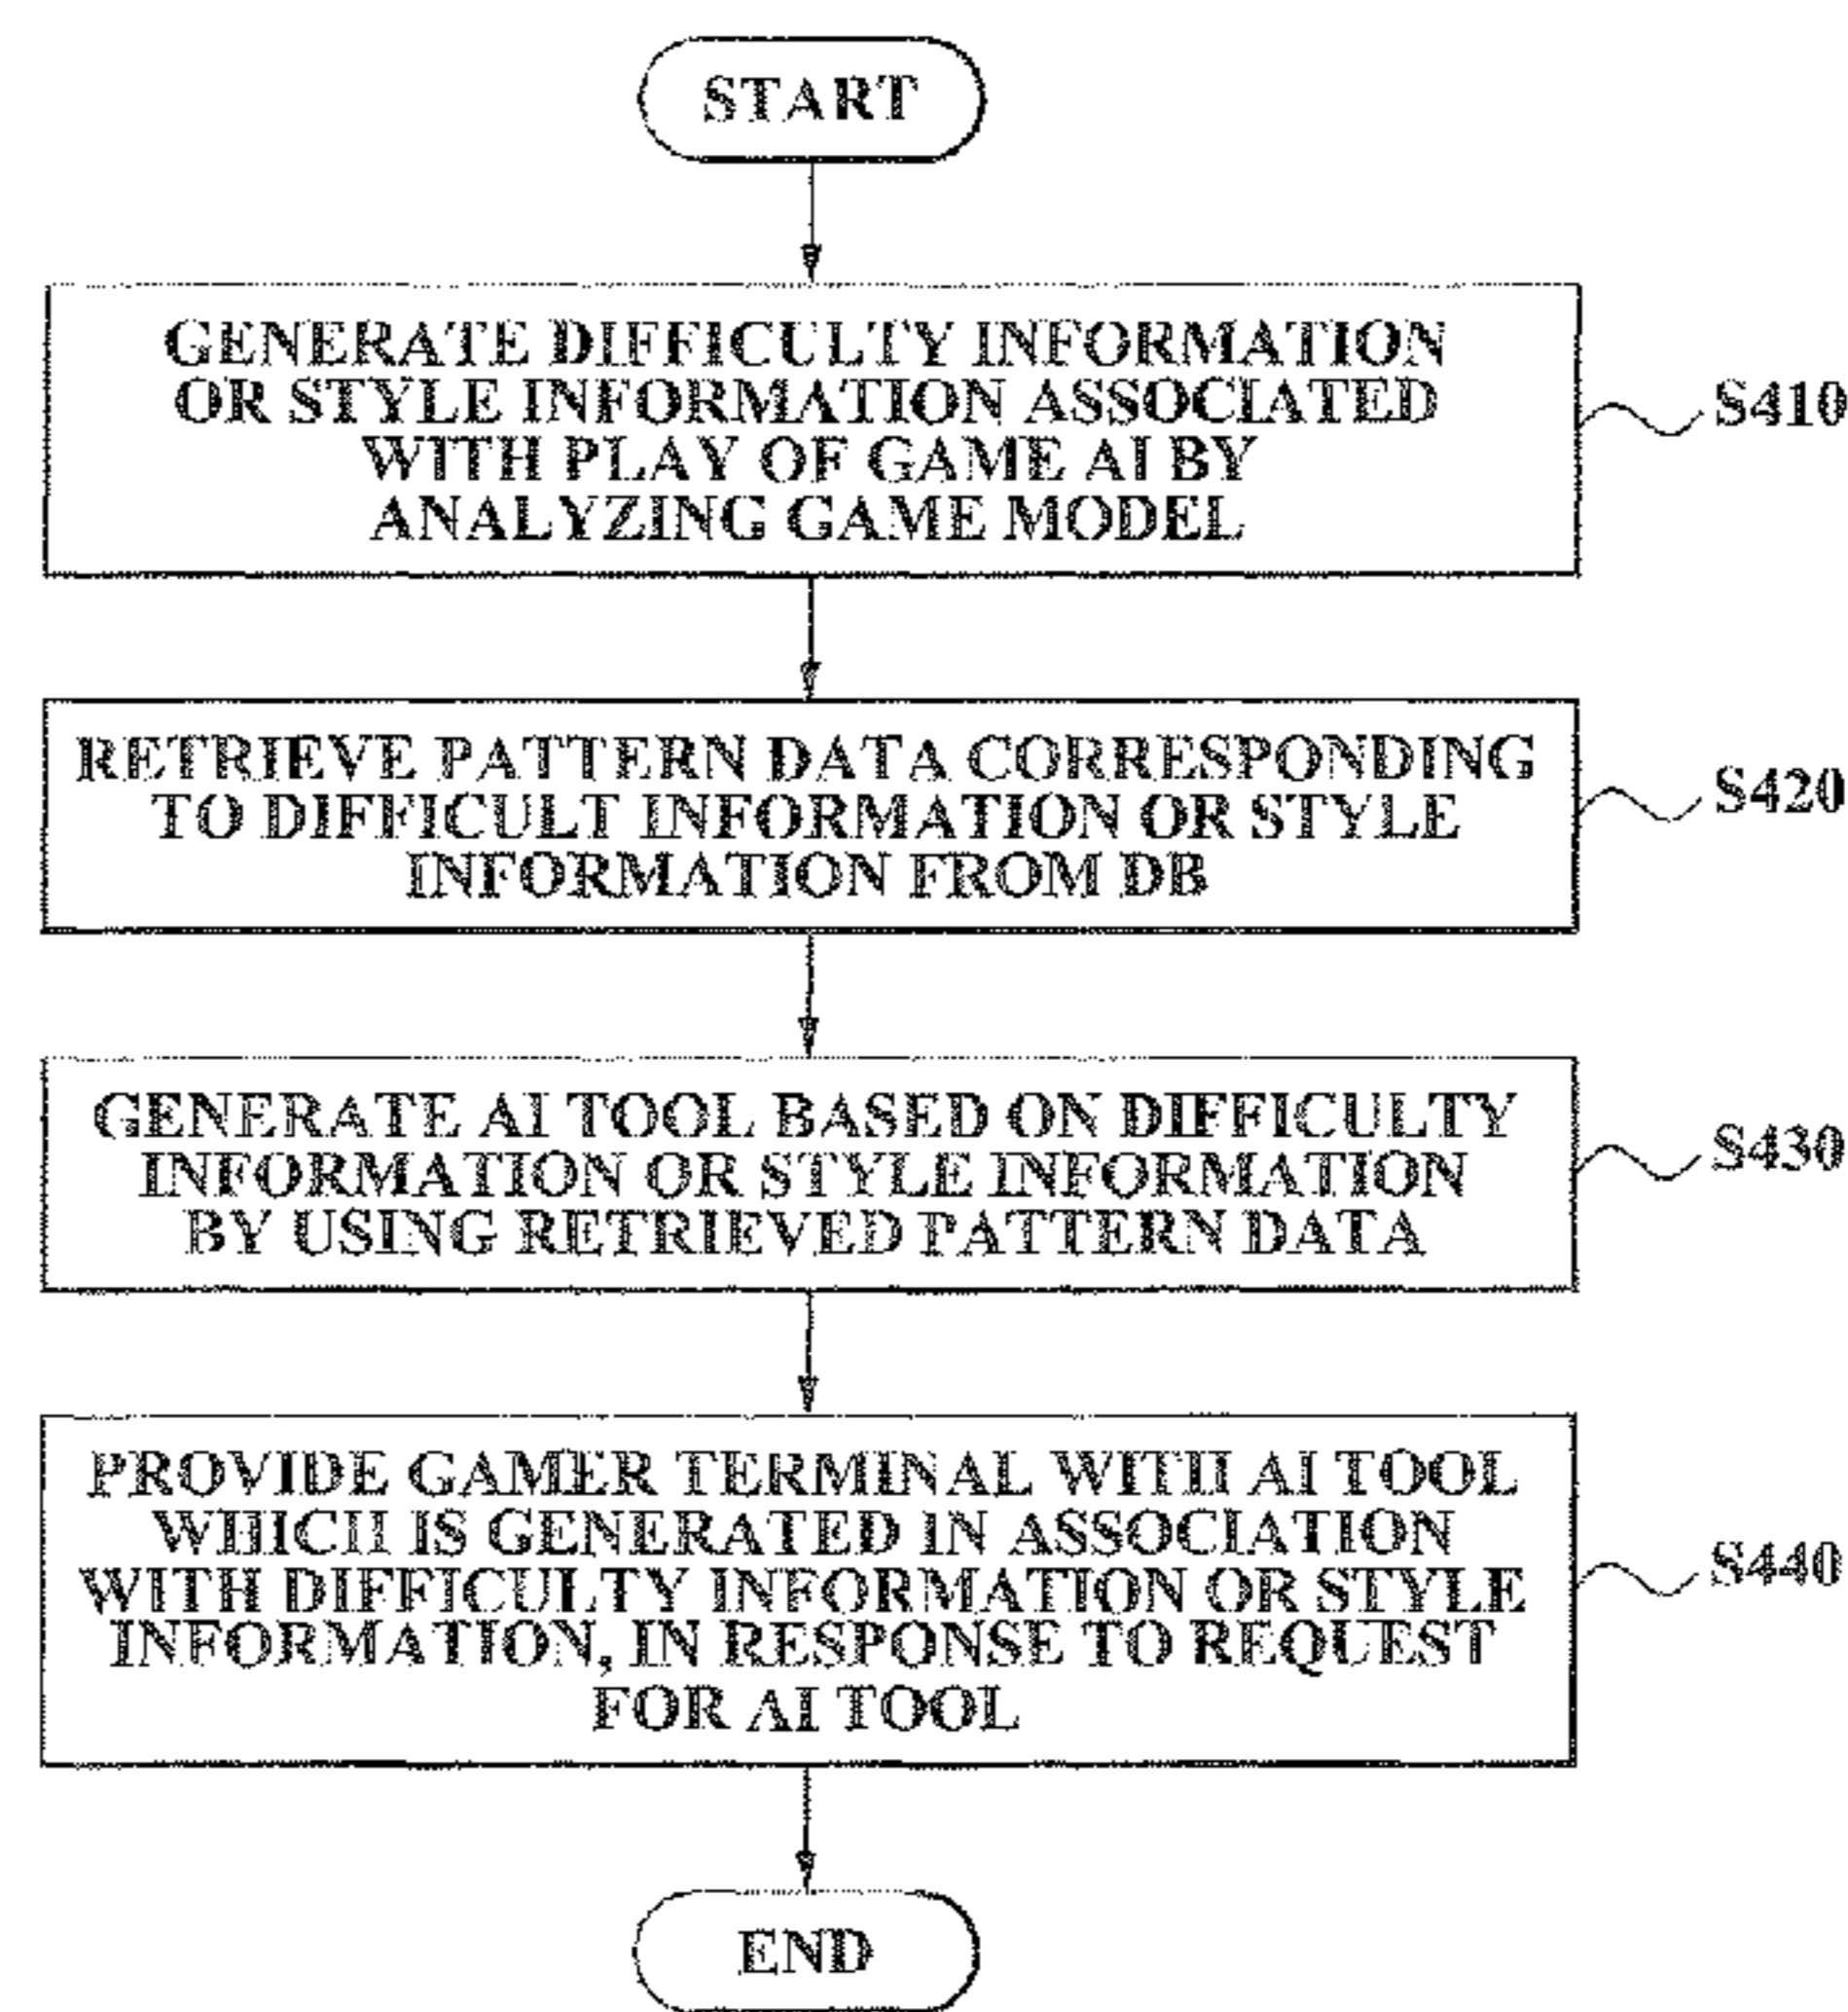 START
GENERATE DIFFICULTY INFORMATION
OR STYLE INFORMATION ASSOCIATED
WITH PLAY OF GAME AI BY
ANALYZING GAME MODEL
S410
RETRIEVE PATTERN DATA CORRESPONDING
TO DIFFICULT INFORMATION OR STYLE
INFORMATION FROM DB
S420
GENERATE AI TOOL BASED ON DIFFICULTY
INFORMATION OR STYLE INFORMATION
BY USING RETRIEVED PATTERN DATA
S430
PROVIDE GAMER TERMINAL WITH AI TOOL
WHICH IS GENERATED IN ASSOCIATION
WITH DIFFICULTY INFORMATION OR STYLE
INFORMATION, IN RESPONSE TO REQUEST
FOR AI TOOL
S440
END